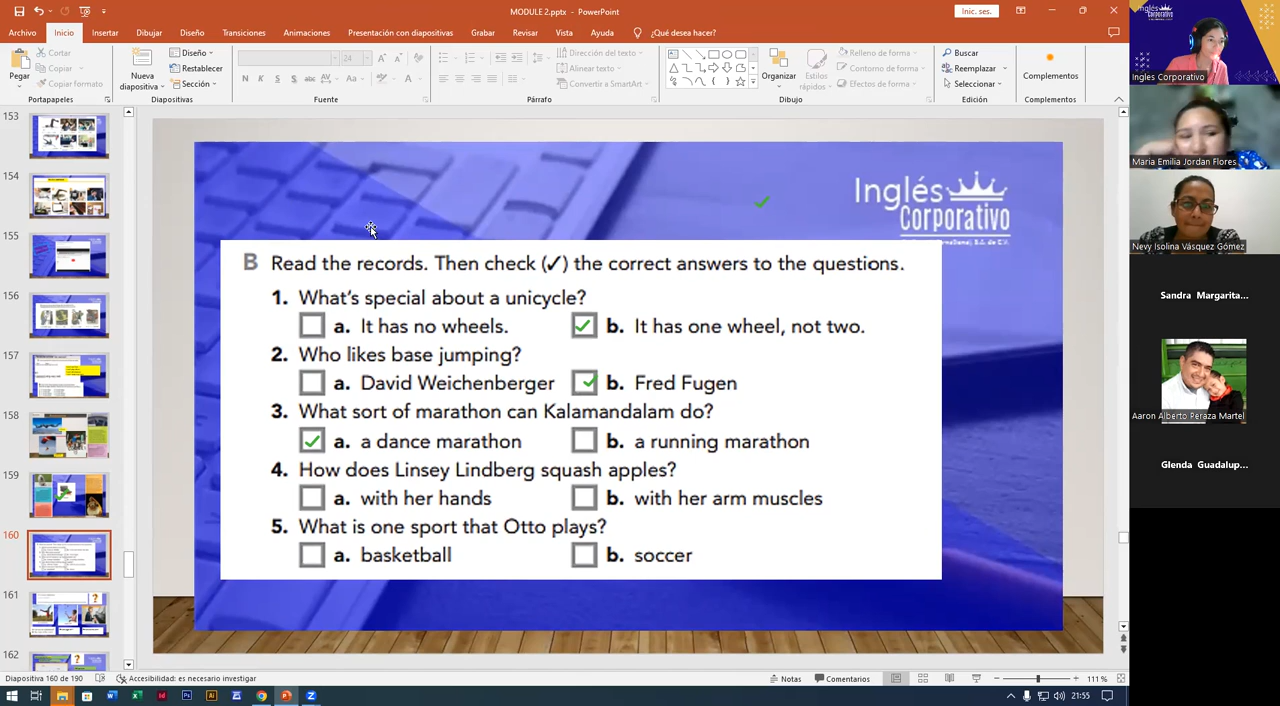 MODULE 2.pptx - PowerPoint
Inic. ses.
Archivo Inicio Insertar Dibujar Diseño Transiciones Animaciones Presentación con diapositivas Grabar Revisar Vista Ayuda ¿Qué desea hacer?
Pegar
Cortar
Copiar
Copiar formato
Portapapeles
Nueva diapositiva
Diseño
Restablecer
Sección
Diapositivas
24
N K S S abc AV Aa A
Fuente
Párrafo
Dirección del texto
Alinear texto
Convertir a SmartArt
Organizar
Estilos rápidos
Relleno de forma
Contorno de forma
Efectos de forma
Dibujo
Buscar
Reemplazar
Seleccionar
Edición
Complementos
Complementos
153
154
155
156
157
158
159
160
161
162
Inglés
Corporativo
B Read the records. Then check (✓) the correct answers to the questions.
1. What's special about a unicycle?
a. It has no wheels. b. It has one wheel, not two.
2. Who likes base jumping?
a. David Weichenberger b. Fred Fugen
3. What sort of marathon can Kalamandalam do?
a. a dance marathon b. a running marathon
4. How does Linsey Lindberg squash apples?
a. with her hands b. with her arm muscles
5. What is one sport that Otto plays?
a. basketball b. soccer
Inglés
Corporativo
Ingles Corporativo
Maria Emilia Jordan Flores
Nevy Isolina Vásquez Gómez
Sandra Margarita...
Aaron Alberto Peraza Martel
Glenda Guadalup...
Diapositiva 160 de 190
Accesibilidad: es necesario investigar
Notas
Comentarios
111 %
21:55